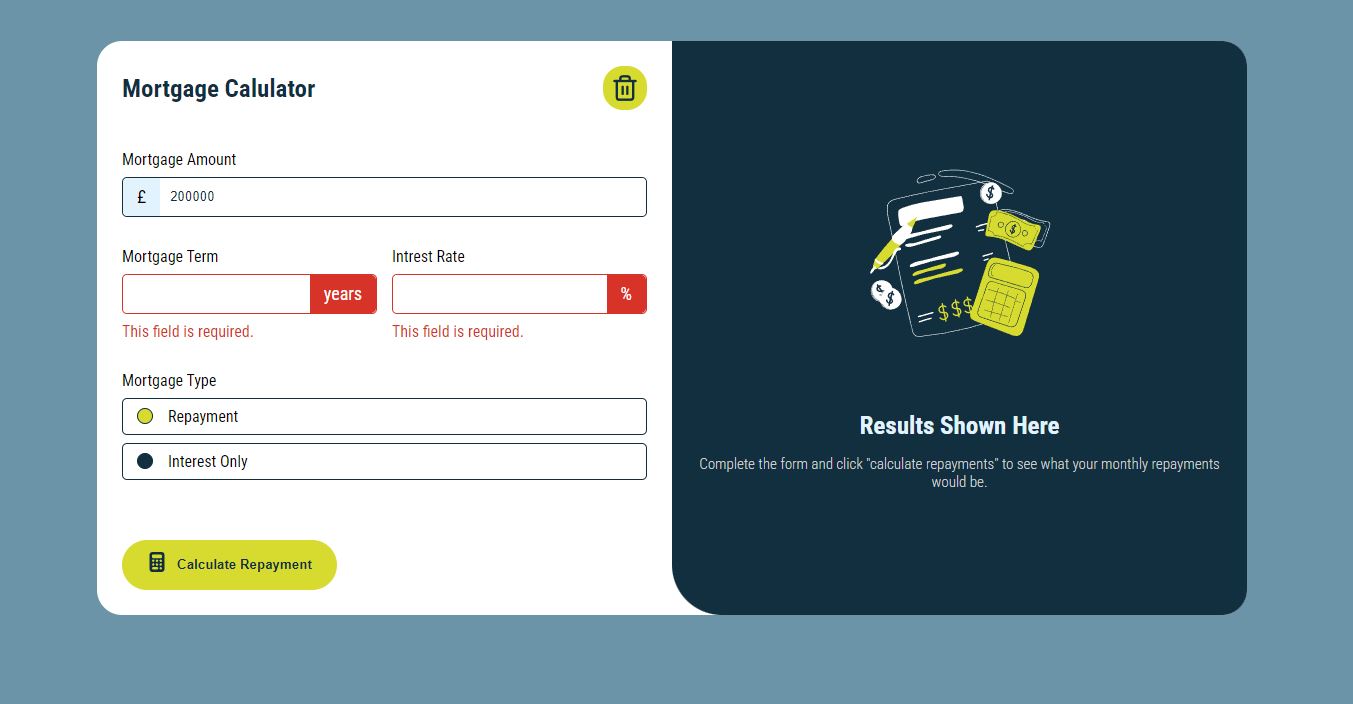 Mortgage Calulator
Mortgage Amount
£ 200000
Mortgage Term
Intrest Rate
years
%
This field is required.
This field is required.
Mortgage Type
Repayment
Interest Only
Calculate Repayment
$
$
$
$
$$$
Results Shown Here
Complete the form and click "calculate repayments" to see what your monthly repayments
would be.